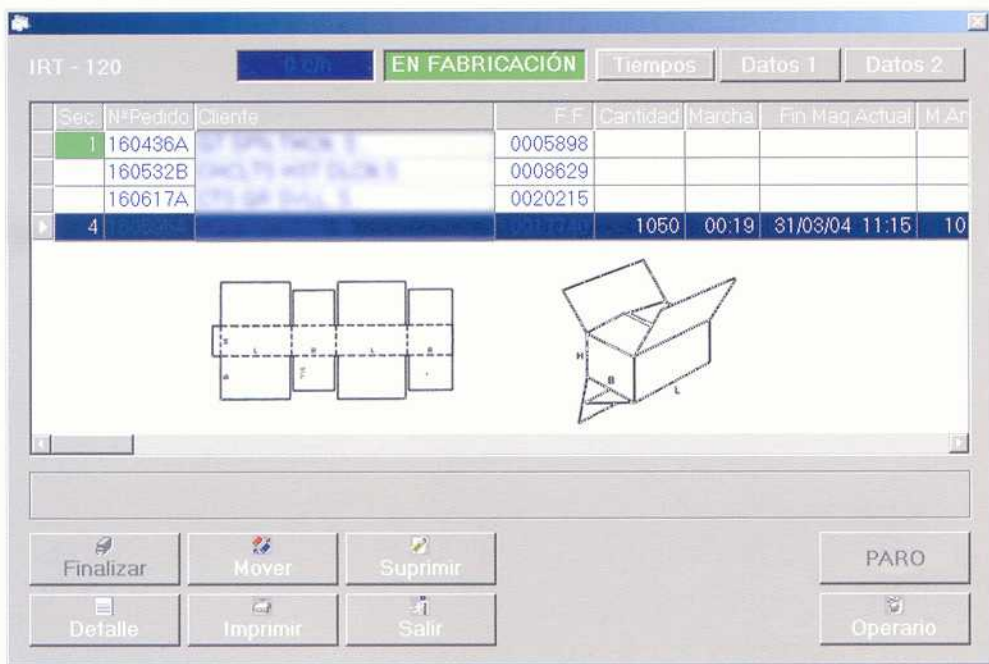 IRT - 120 0 c/h EN FABRICACIÓN Tiempos Datos 1 Datos 2
Sec. NºPedido Cliente F.F. Cantidad Marcha Fin Maq Actual M.Ar
1 160436A 0005898
160532B 0008629
160617A 0020215
4 1050 00:19 31/03/04 11:15 10
H
L
B
L
B
H
B
L
Finalizar Mover Suprimir PARO
Detalle Imprimir Salir Operario